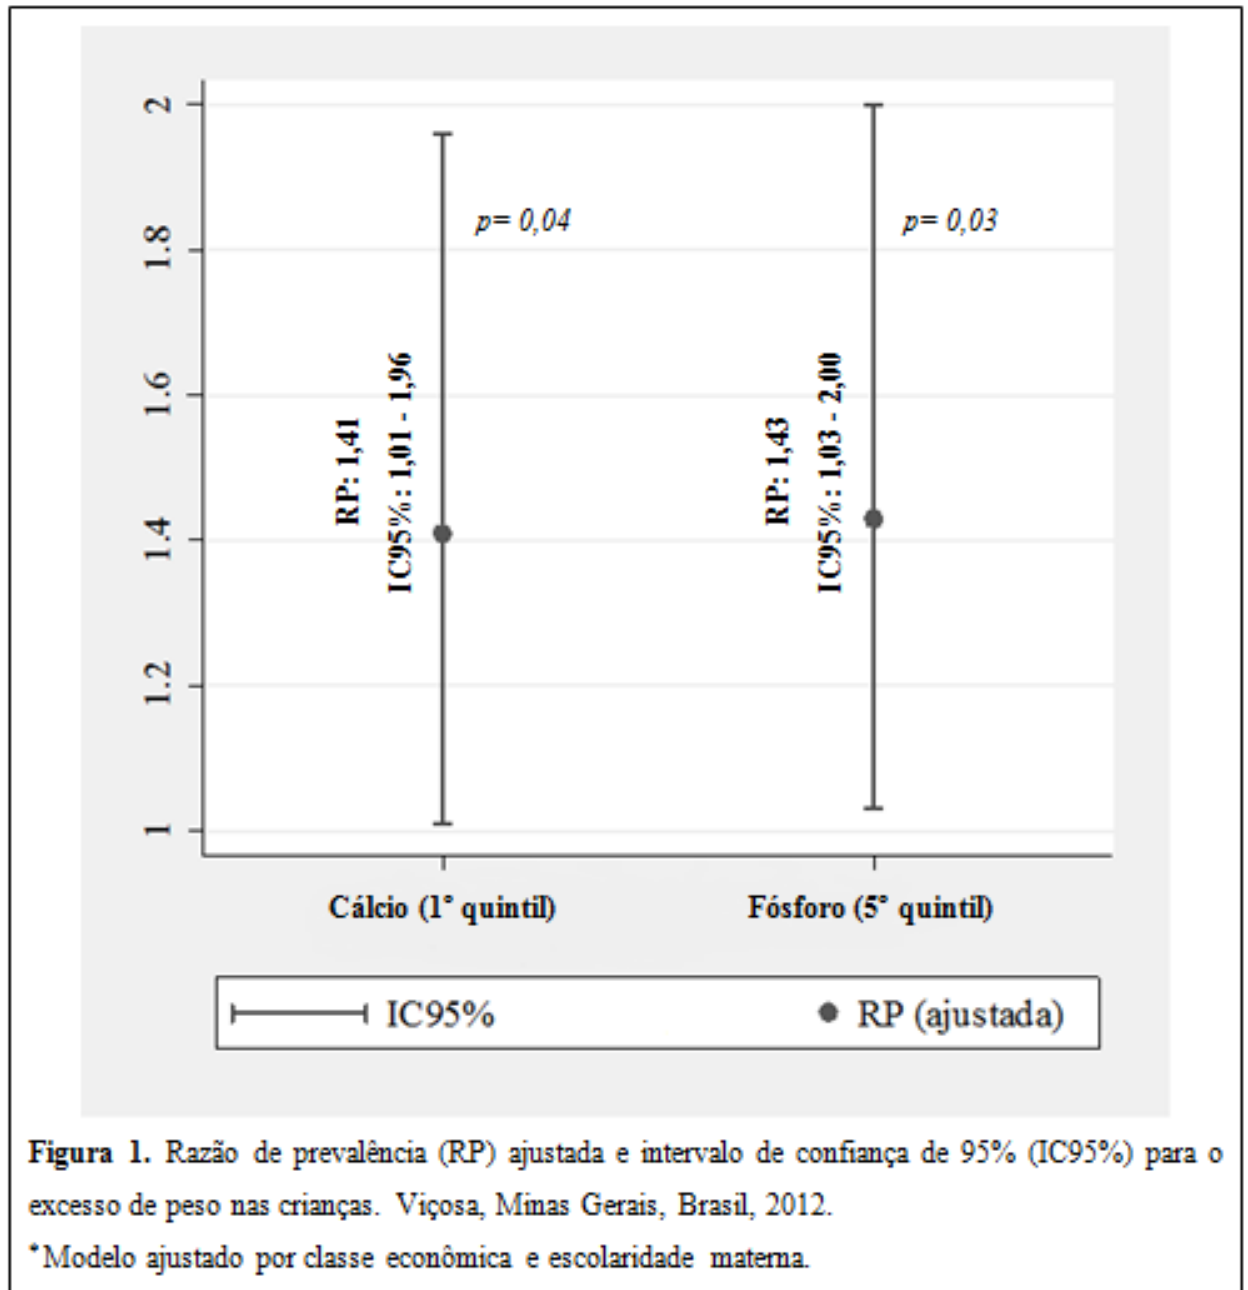 2
1.8
1.6
1.4
1.2
1
p= 0,04
p= 0,03
RP: 1,41
IC95%: 1,01 - 1,96
RP: 1,43
IC95%: 1,03 - 2,00
Cálcio (1° quintil)
Fósforo (5° quintil)
IC95%
RP (ajustada)
Figura 1. Razão de prevalência (RP) ajustada e intervalo de confiança de 95% (IC95%) para o
excesso de peso nas crianças. Viçosa, Minas Gerais, Brasil, 2012.
*Modelo ajustado por classe econômica e escolaridade materna.